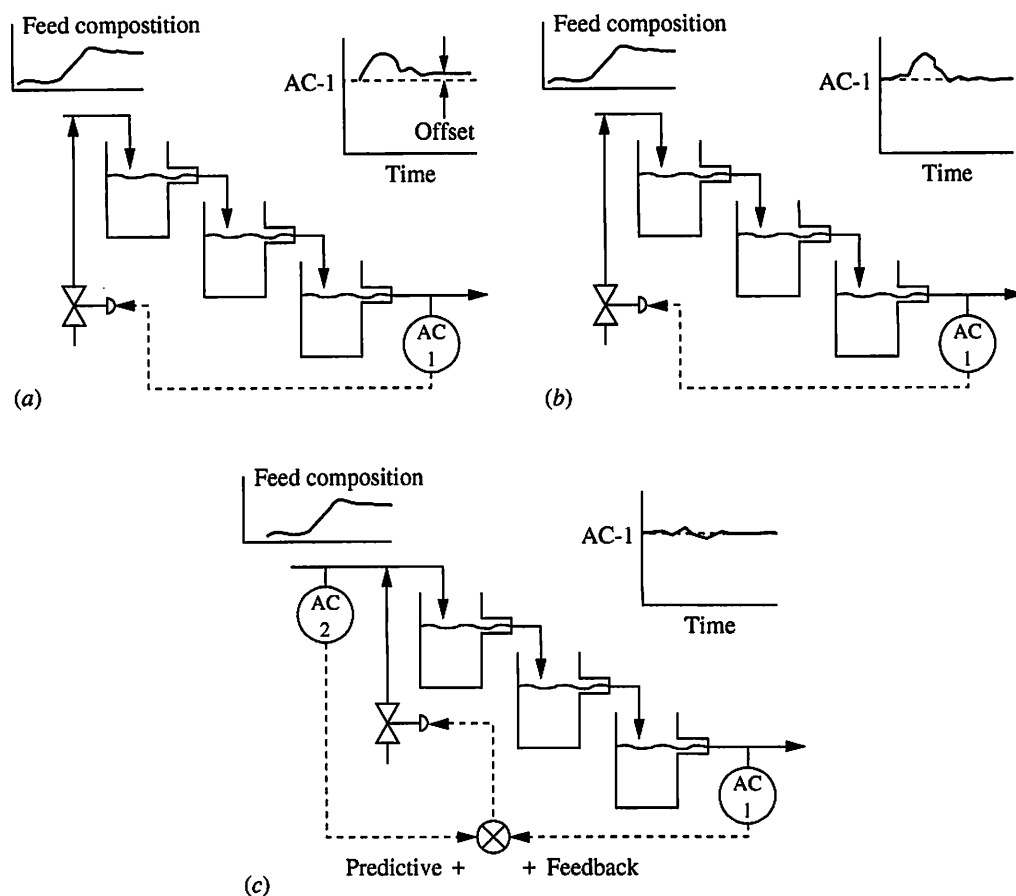 Feed compostition
AC-1
Offset
Time
AC
1
(a)
Feed compostition
AC-1
Time
AC
1
(b)
Feed composition
AC-1
Time
AC
2
AC
1
Predictive + + Feedback
(c)